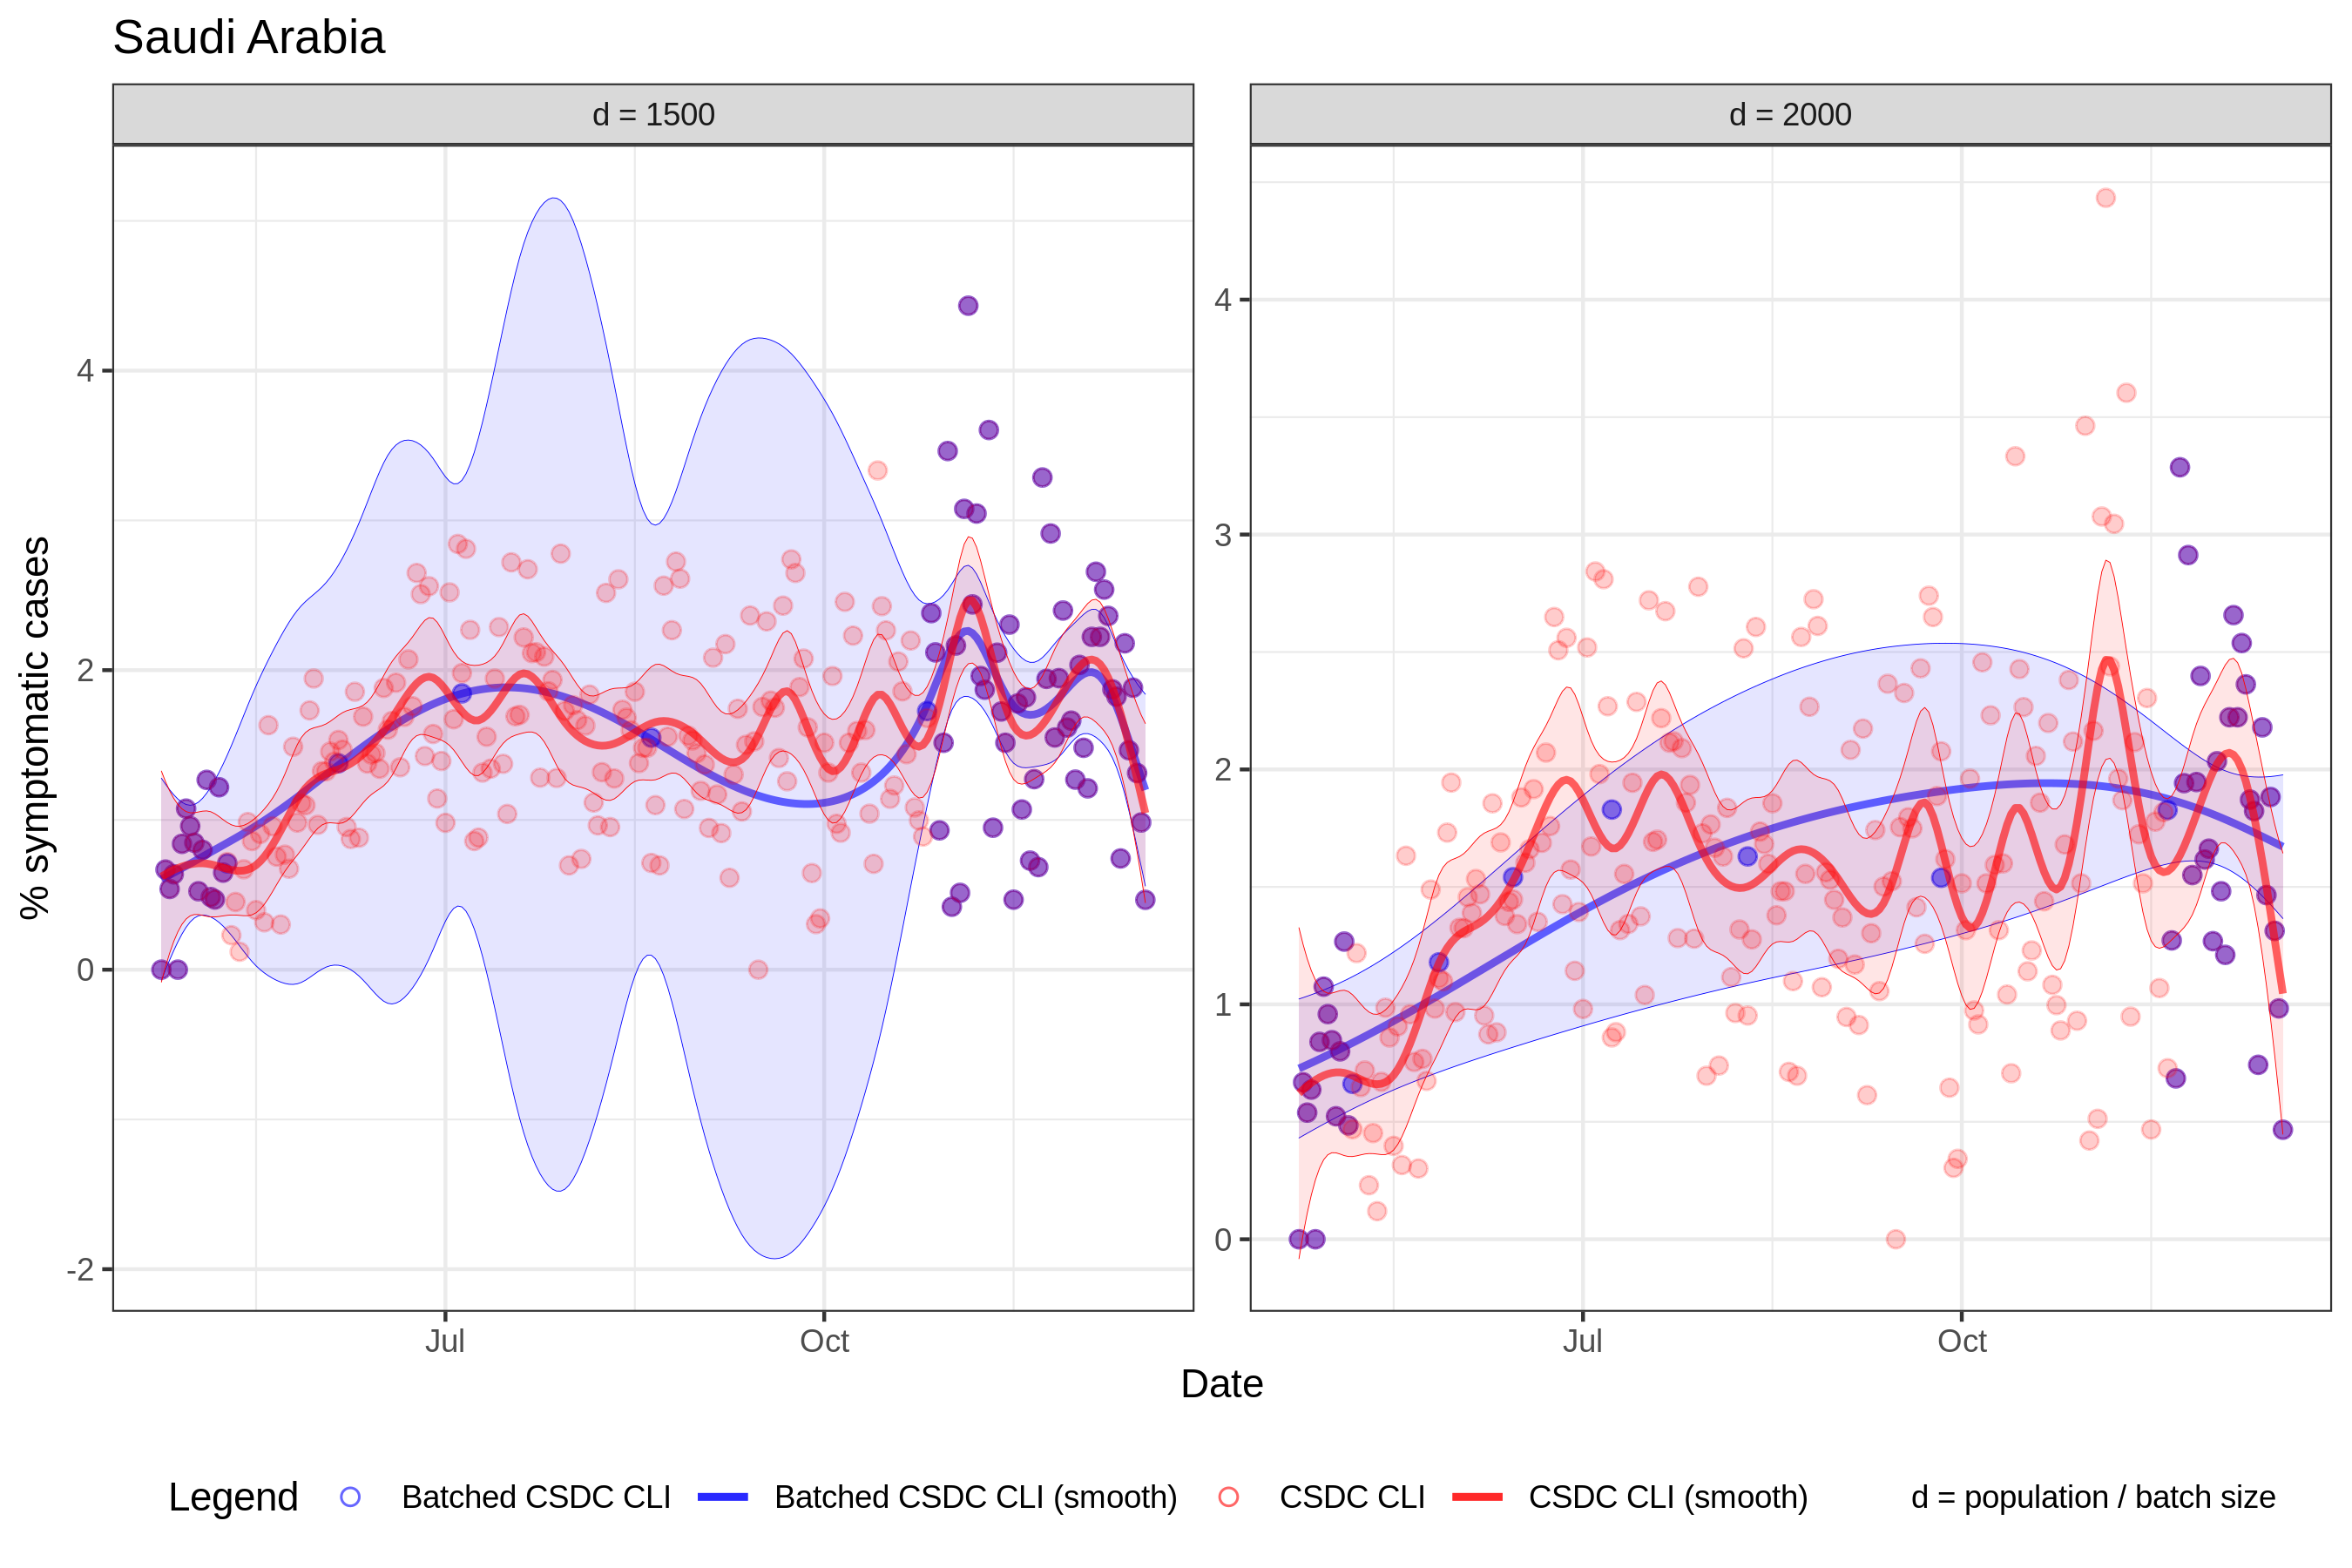 Saudi Arabia
d = 1500
d = 2000
% symptomatic cases
4
2
0
-2
4
3
2
1
0
Jul
Oct
Jul
Oct
Date
Legend
Batched CSDC CLI
Batched CSDC CLI (smooth)
CSDC CLI
CSDC CLI (smooth)
d = population / batch size